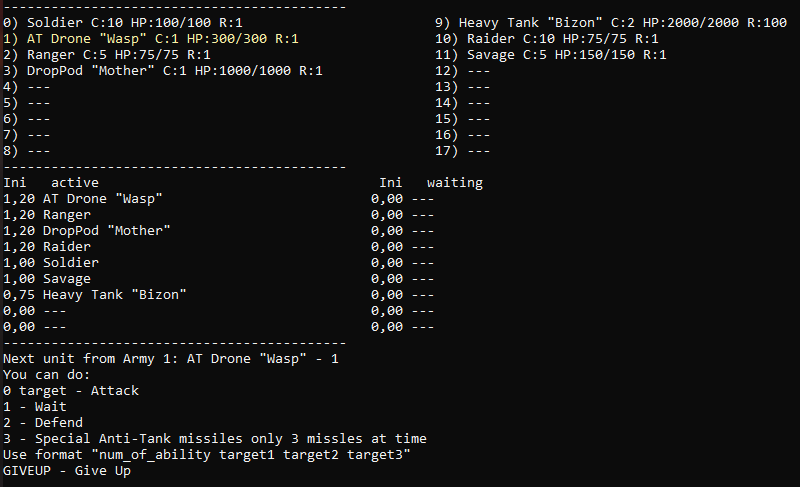 -------------------------------------------
0) Soldier C:10 HP:100/100 R:1 9) Heavy Tank "Bizon" C:2 HP:2000/2000 R:100
1) AT Drone "Wasp" C:1 HP:300/300 R:1 10) Raider C:10 HP:75/75 R:1
2) Ranger C:5 HP:75/75 R:1 11) Savage C:5 HP:150/150 R:1
3) DropPod "Mother" C:1 HP:1000/1000 R:1 12) ---
4) --- 13) ---
5) --- 14) ---
6) --- 15) ---
7) --- 16) ---
8) --- 17) ---
-------------------------------------------
Ini active Ini waiting
1,20 AT Drone "Wasp" 0,00 ---
1,20 Ranger 0,00 ---
1,20 DropPod "Mother" 0,00 ---
1,20 Raider 0,00 ---
1,00 Soldier 0,00 ---
1,00 Savage 0,00 ---
0,75 Heavy Tank "Bizon" 0,00 ---
0,00 --- 0,00 ---
0,00 --- 0,00 ---
-------------------------------------------
Next unit from Army 1: AT Drone "Wasp" - 1
You can do:
0 target - Attack
1 - Wait
2 - Defend
3 - Special Anti-Tank missiles only 3 missles at time
Use format "num_of_ability target1 target2 target3"
GIVEUP - Give Up